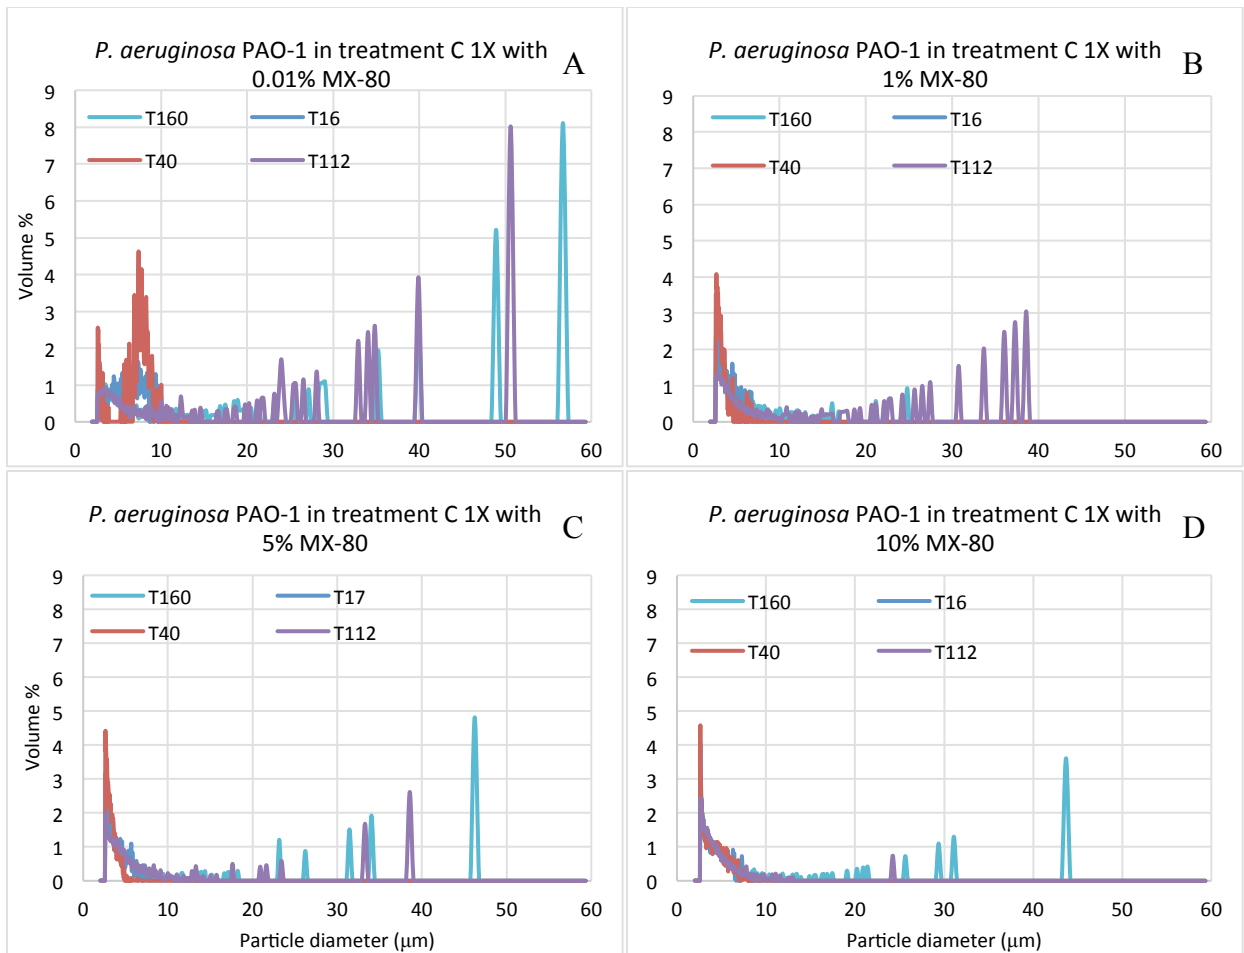 P. aeruginosa PAO-1 in treatment C 1X with
0.01% MX-80
A
9
8
7
6
5
4
3
2
1
0
Volume %
T160
T16
T40
T112
0 10 20 30 40 50 60
P. aeruginosa PAO-1 in treatment C 1X with
1% MX-80
B
9
8
7
6
5
4
3
2
1
0
T160
T16
T40
T112
0 10 20 30 40 50 60
P. aeruginosa PAO-1 in treatment C 1X with
5% MX-80
C
9
8
7
6
5
4
3
2
1
0
Volume %
T160
T17
T40
T112
0 10 20 30 40 50 60
Particle diameter (μm)
P. aeruginosa PAO-1 in treatment C 1X with
10% MX-80
D
9
8
7
6
5
4
3
2
1
0
T160
T16
T40
T112
0 10 20 30 40 50 60
Particle diameter (μm)